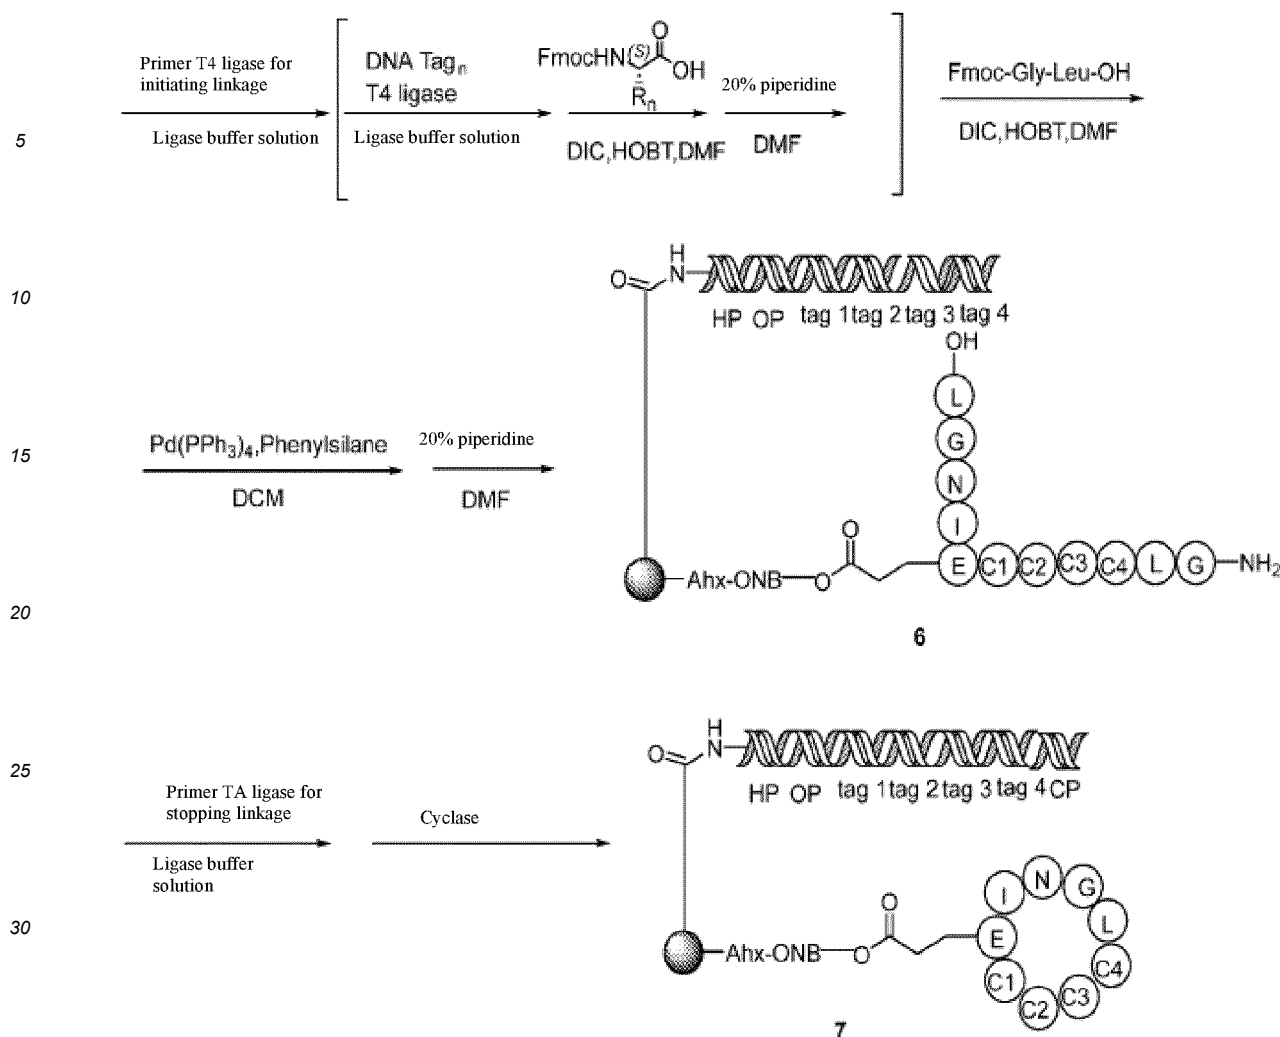 Primer T4 ligase for
initiating linkage
Ligase buffer solution
DNA Tagn
T4 ligase
Ligase buffer solution
O
FmocHN (S) OH
Rn
DIC,HOBT,DMF
20% piperidine
DMF
Fmoc-Gly-Leu-OH
DIC,HOBT,DMF
5
10
O H
N
HP OP tag 1 tag 2 tag 3 tag 4
OH
L
G
N
I
15
Pd(PPh3)4,Phenylsilane
DCM
20% piperidine
DMF
O
Ahx-ONB O E C1 C2 C3 C4 L G NH2
20
6
25
Primer TA ligase for
stopping linkage
Ligase buffer
solution
Cyclase
O H
N
HP OP tag 1 tag 2 tag 3 tag 4 CP
30
O
Ahx-ONB O E I N G L C4 C3 C2 C1
7